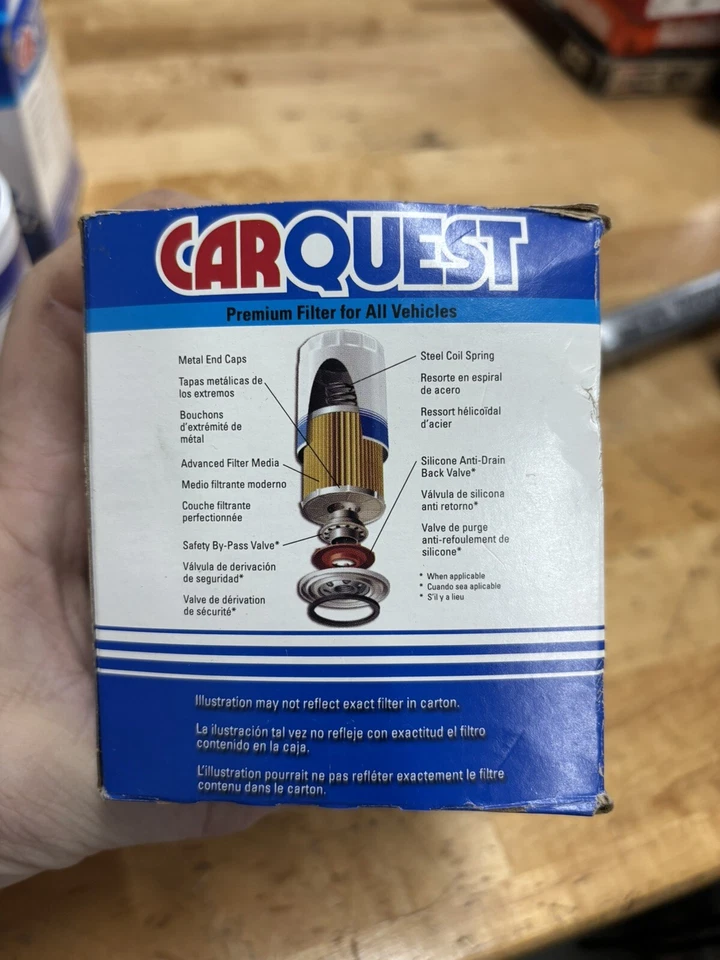 CARQUEST
Premium Filter for All Vehicles
Metal End Caps
Tapas metálicas de
los extremos
Bouchons
d'extrémité de
métal
Advanced Filter Media
Medio filtrante moderno
Couche filtrante
perfectionnée
Safety By-Pass Valve*
Válvula de derivación
de seguridad*
Valve de dérivation
de sécurité*
Steel Coil Spring
Resorte en espiral
de acero
Ressort hélicoïdal
d'acier
Silicone Anti-Drain
Back Valve*
Válvula de silicona
anti retorno*
Valve de purge
anti-refoulement de
silicone*
* When applicable
* Cuando sea aplicable
* S'il y a lieu
Illustration may not reflect exact filter in carton.
La ilustración tal vez no refleje con exactitud el filtro
contenido en la caja.
L'illustration pourrait ne pas refléter exactement le filtre
contenu dans le carton.